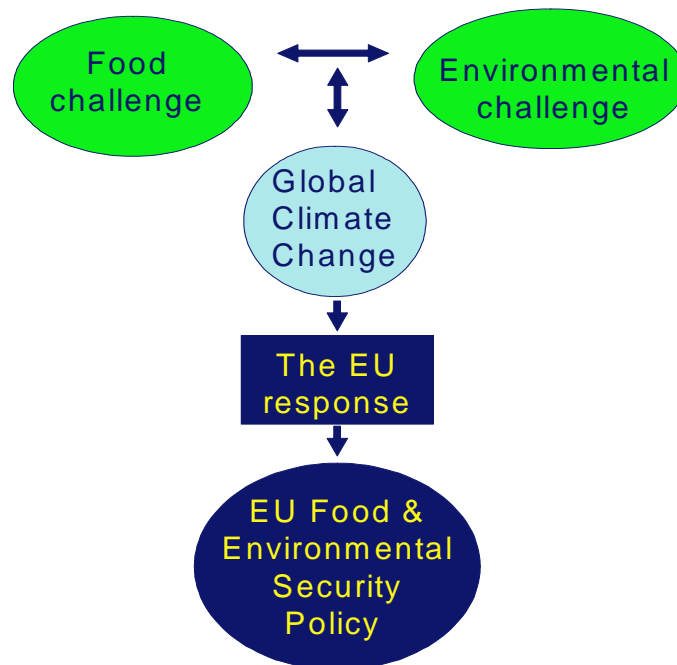 Food
challenge
Environmental
challenge
Global
Climate
Change
The EU
response
EU Food &
Environmental
Security
Policy